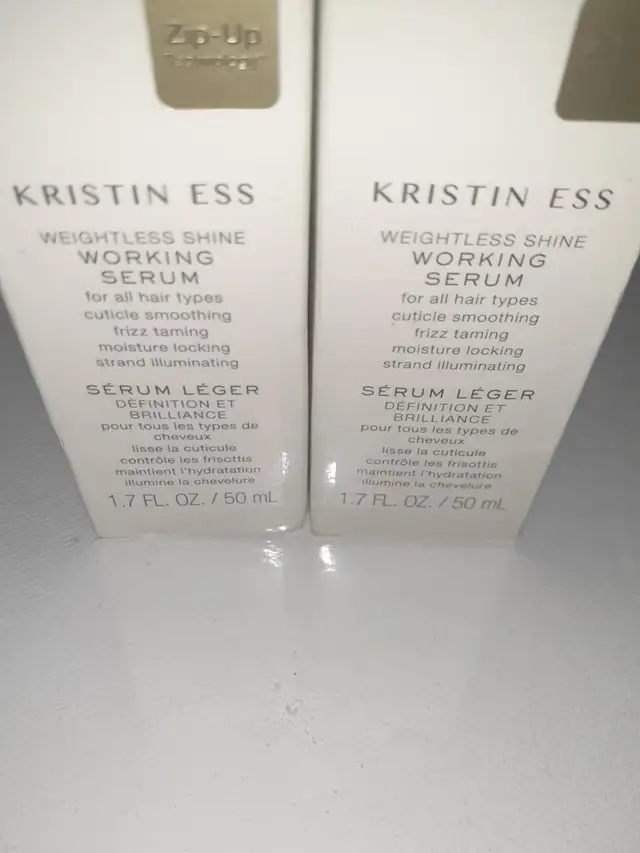 Zip-Up
Technology
KRISTIN ESS
WEIGHTLESS SHINE
WORKING
SERUM
for all hair types
cuticle smoothing
frizz taming
moisture locking
strand illuminating
SÉRUM LÉGER
DÉFINITION ET
BRILLIANCE
pour tous les types de
cheveux
lisse la cuticule
contrôle les frisottis
maintient l'hydratation
illumine la chevelure
1.7 FL. OZ. / 50 mL
KRISTIN ESS
WEIGHTLESS SHINE
WORKING
SERUM
for all hair types
cuticle smoothing
frizz taming
moisture locking
strand illuminating
SÉRUM LÉGER
DÉFINITION ET
BRILLIANCE
pour tous les types de
cheveux
lisse la cuticule
contrôle les frisottis
maintient l'hydratation
illumine la chevelure
1.7 FL. OZ. / 50 mL